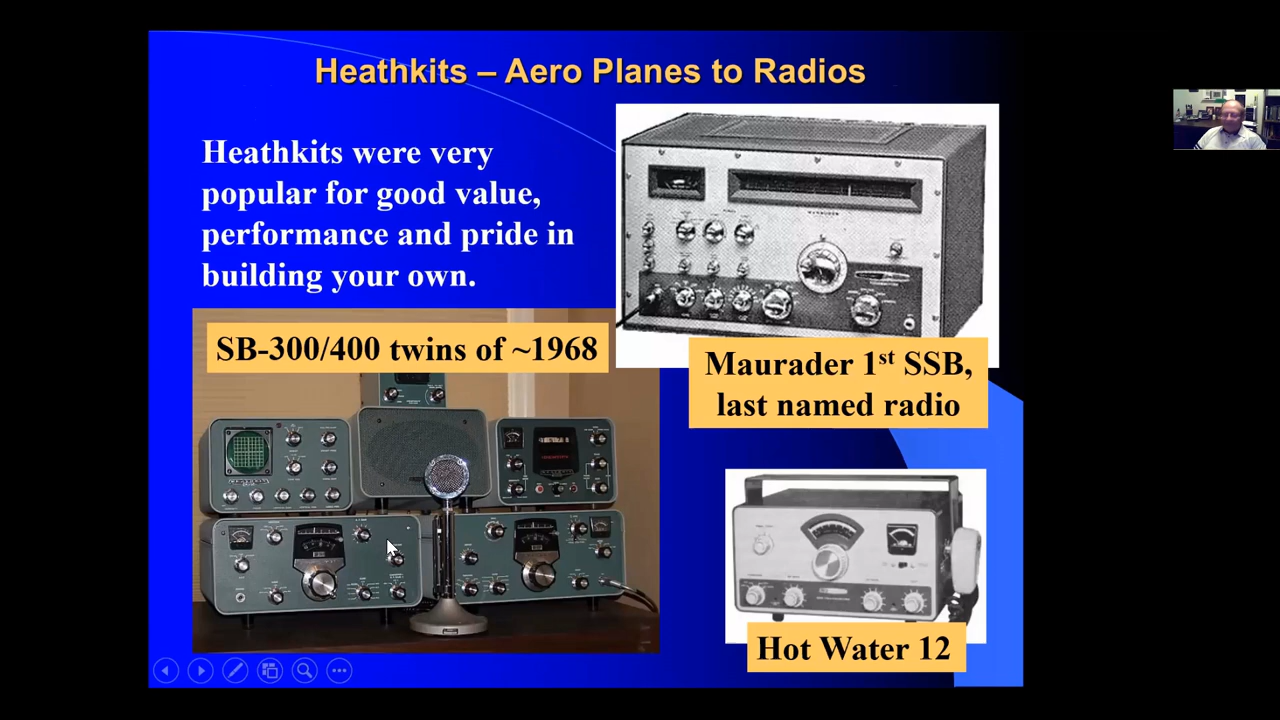 Heathkits – Aero Planes to Radios
Heathkits were very
popular for good value,
performance and pride in
building your own.
SB-300/400 twins of ~1968
Maurader 1st SSB,
last named radio
Hot Water 12